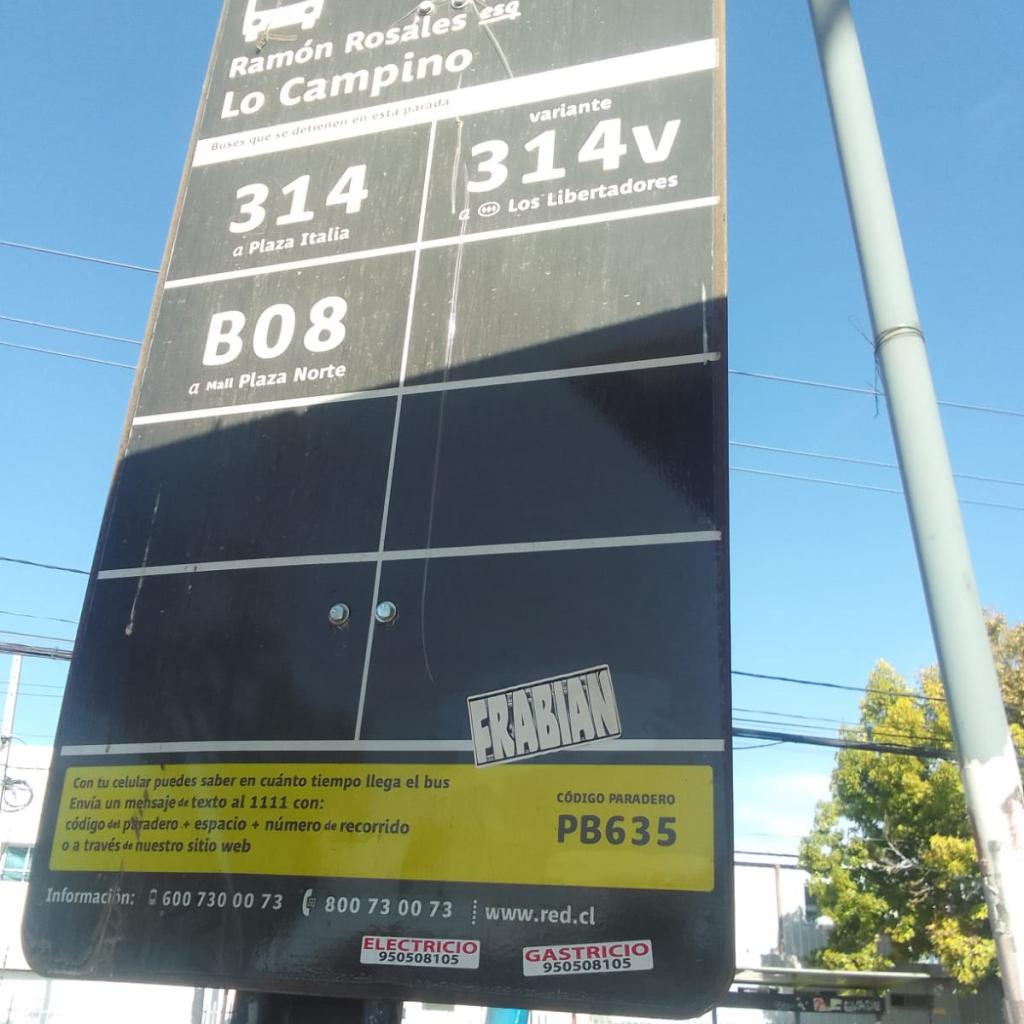 Ramón Rosales esq
Lo Campino
Buses que se detienen en esta parada
314
a Plaza Italia
variante
314v
a Los Libertadores
B08
a Mall Plaza Norte
ERABIAN
Con tu celular puedes saber en cuánto tiempo llega el bus
Envía un mensaje de texto al 1111 con:
código del paradero + espacio + número de recorrido
o a través de nuestro sitio web
CÓDIGO PARADERO
PB635
Información: 600 730 00 73 800 73 00 73 www.red.cl
ELECTRICIO
950508105
GASTRICIO
950508105